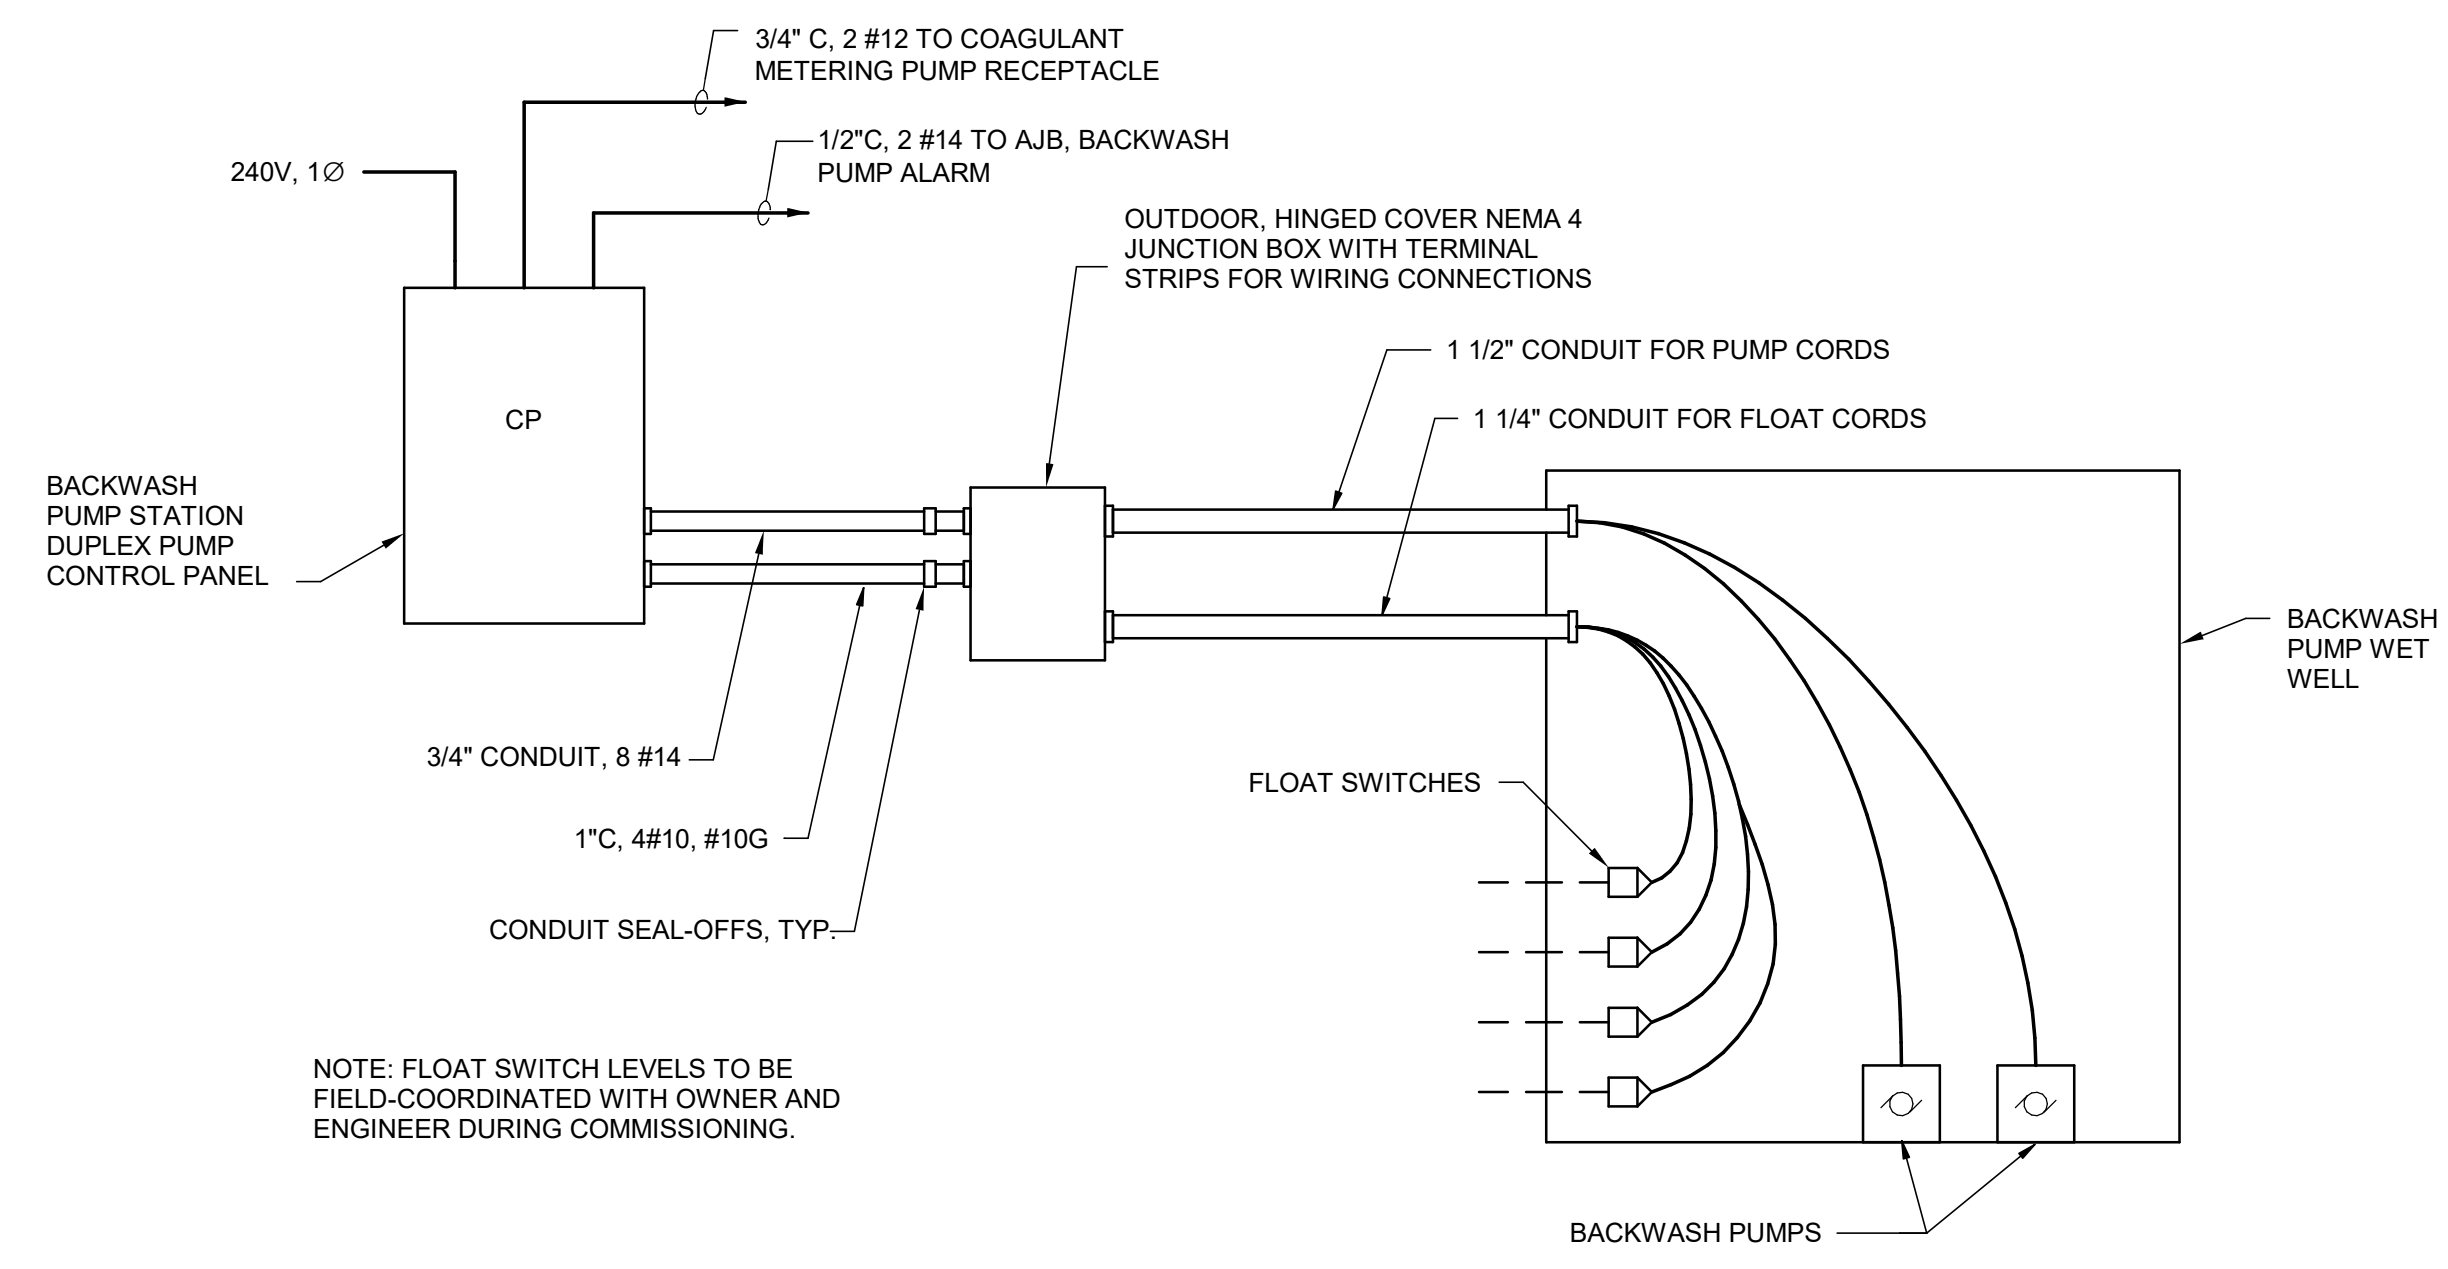 3/4" C, 2 #12 TO COAGULANT
METERING PUMP RECEPTACLE
1/2"C, 2 #14 TO AJB, BACKWASH
PUMP ALARM
240V, 1Ø
OUTDOOR, HINGED COVER NEMA 4
JUNCTION BOX WITH TERMINAL
STRIPS FOR WIRING CONNECTIONS
1 1/2" CONDUIT FOR PUMP CORDS
1 1/4" CONDUIT FOR FLOAT CORDS
CP
BACKWASH
PUMP STATION
DUPLEX PUMP
CONTROL PANEL
BACKWASH
PUMP WET
WELL
3/4" CONDUIT, 8 #14
FLOAT SWITCHES
1"C, 4#10, #10G
CONDUIT SEAL-OFFS, TYP.
NOTE: FLOAT SWITCH LEVELS TO BE
FIELD-COORDINATED WITH OWNER AND
ENGINEER DURING COMMISSIONING.
BACKWASH PUMPS